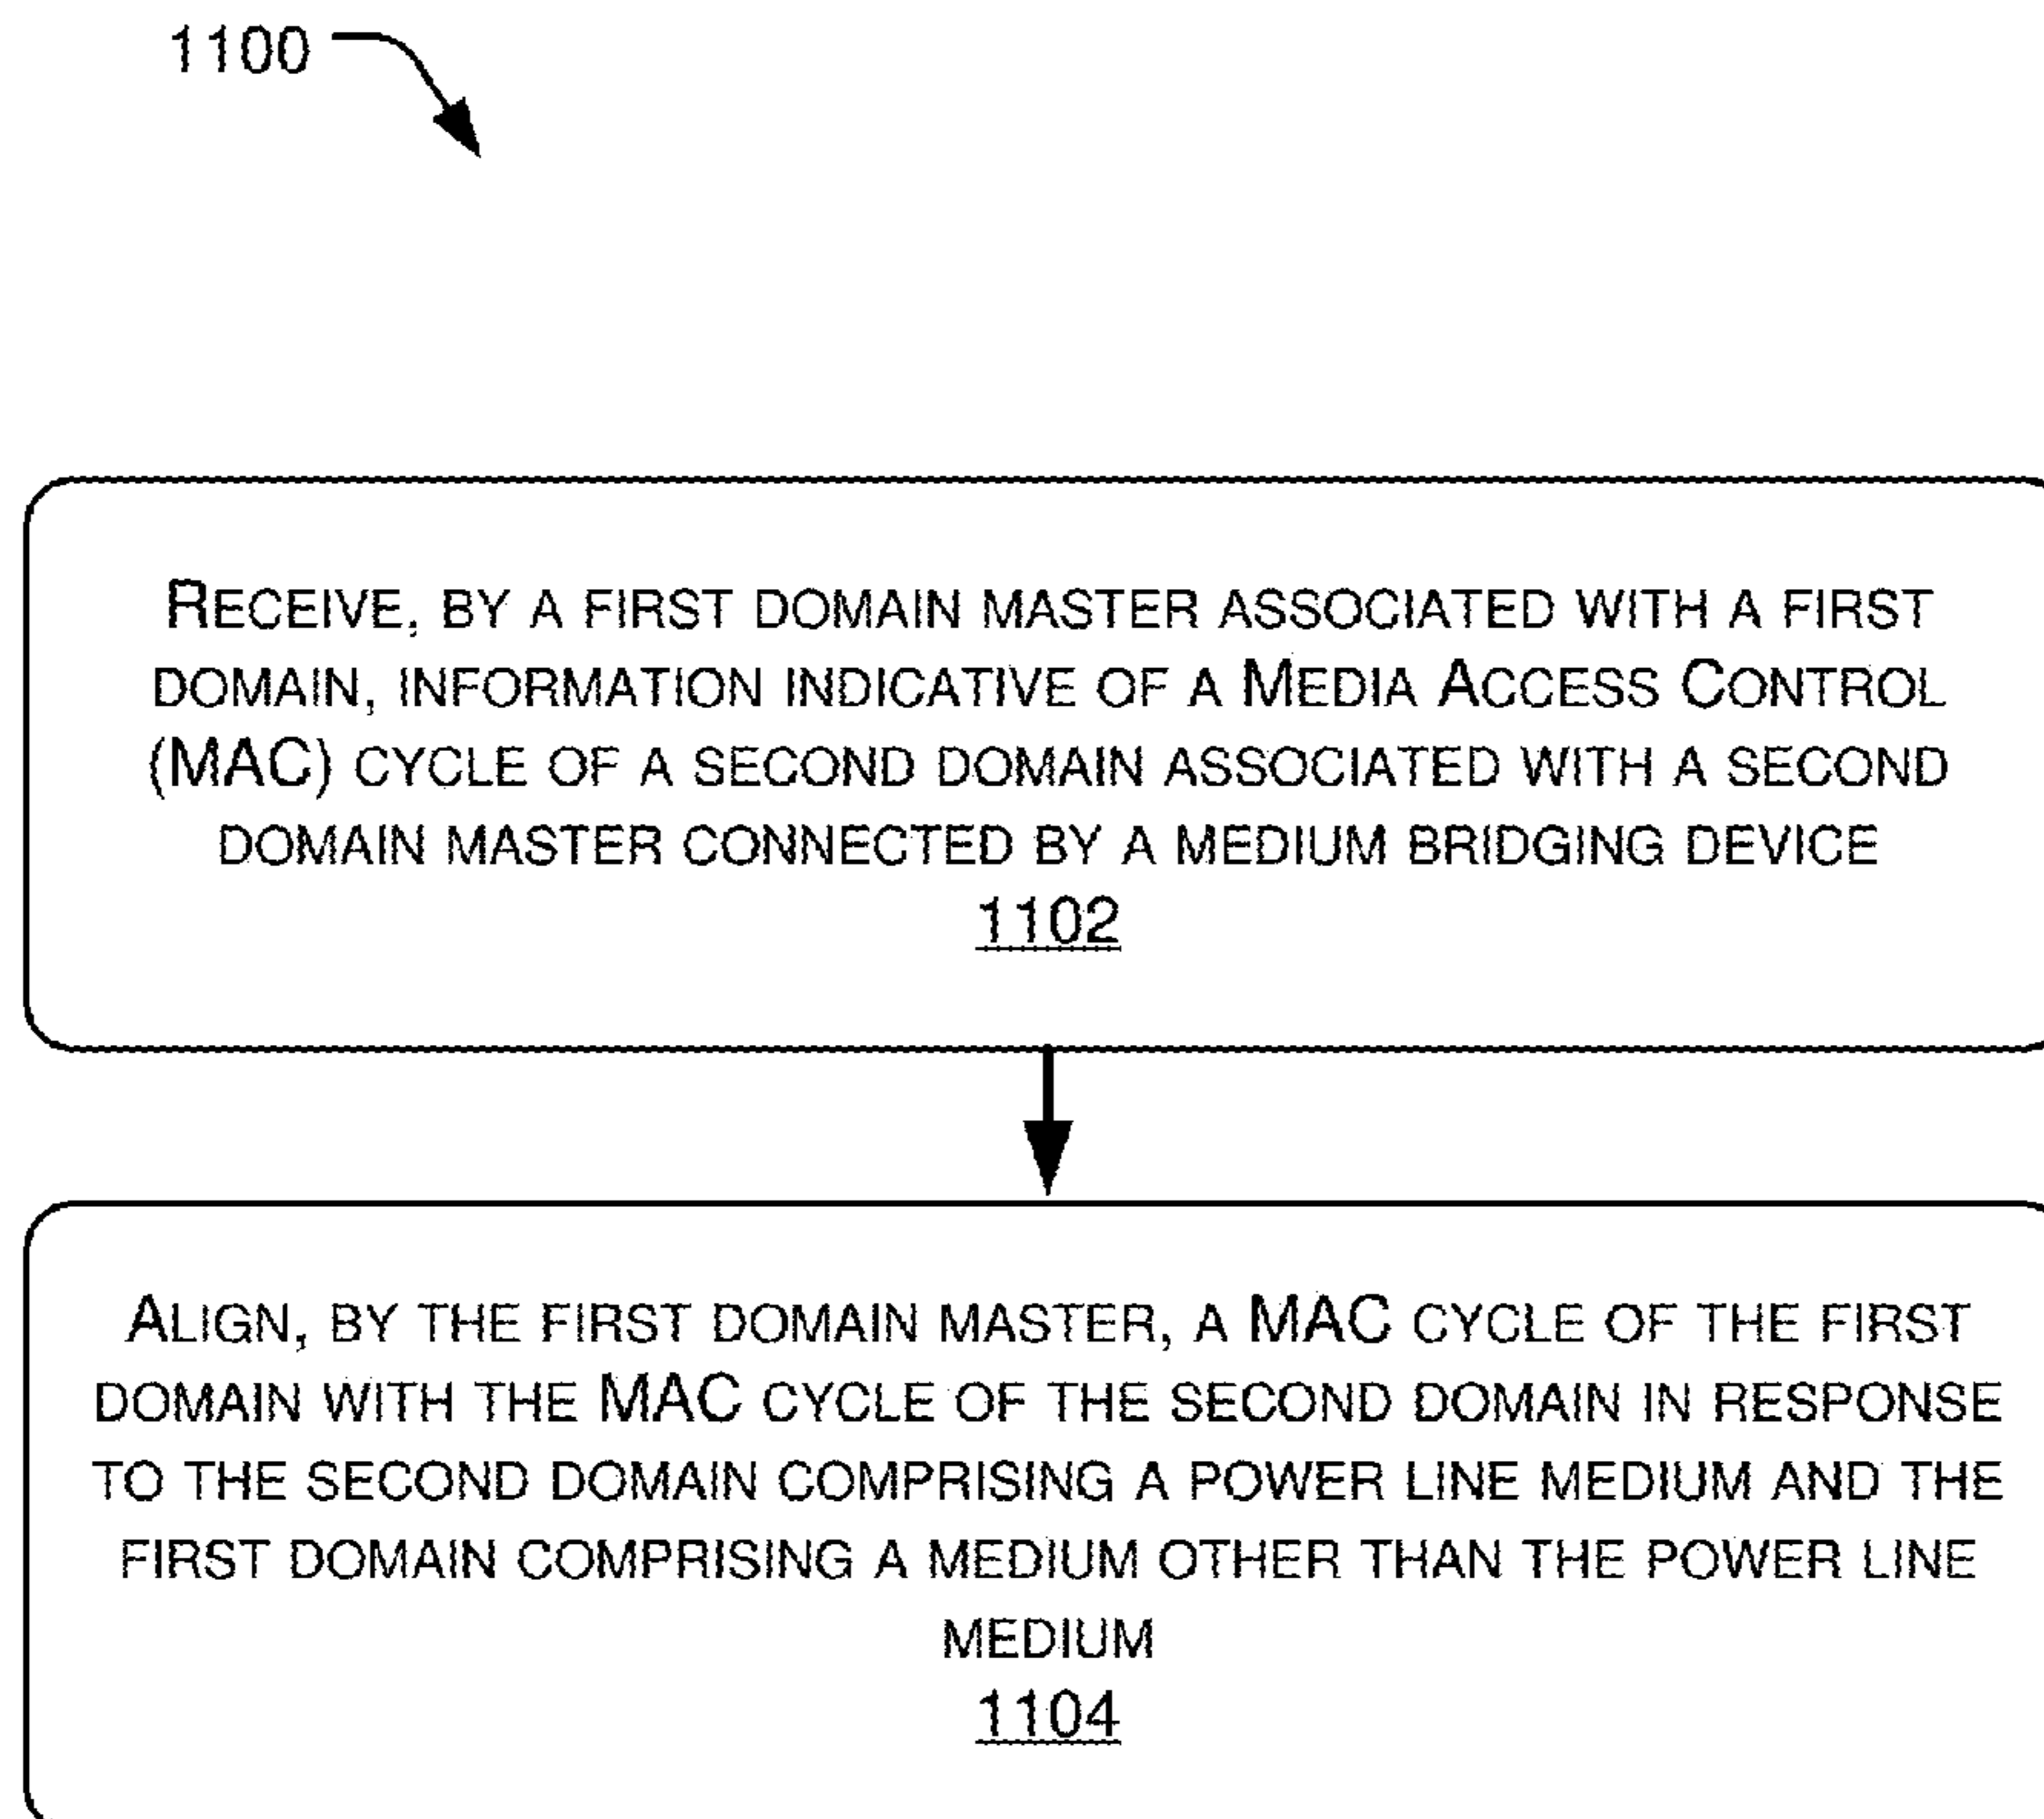 1100
RECEIVE, BY A FIRST DOMAIN MASTER ASSOCIATED WITH A FIRST
DOMAIN, INFORMATION INDICATIVE OF A MEDIA ACCESS CONTROL
(MAC) CYCLE OF A SECOND DOMAIN ASSOCIATED WITH A SECOND
DOMAIN MASTER CONNECTED BY A MEDIUM BRIDGING DEVICE
1102
ALIGN, BY THE FIRST DOMAIN MASTER, A MAC CYCLE OF THE FIRST
DOMAIN WITH THE MAC CYCLE OF THE SECOND DOMAIN IN RESPONSE
TO THE SECOND DOMAIN COMPRISING A POWER LINE MEDIUM AND THE
FIRST DOMAIN COMPRISING A MEDIUM OTHER THAN THE POWER LINE
MEDIUM
1104